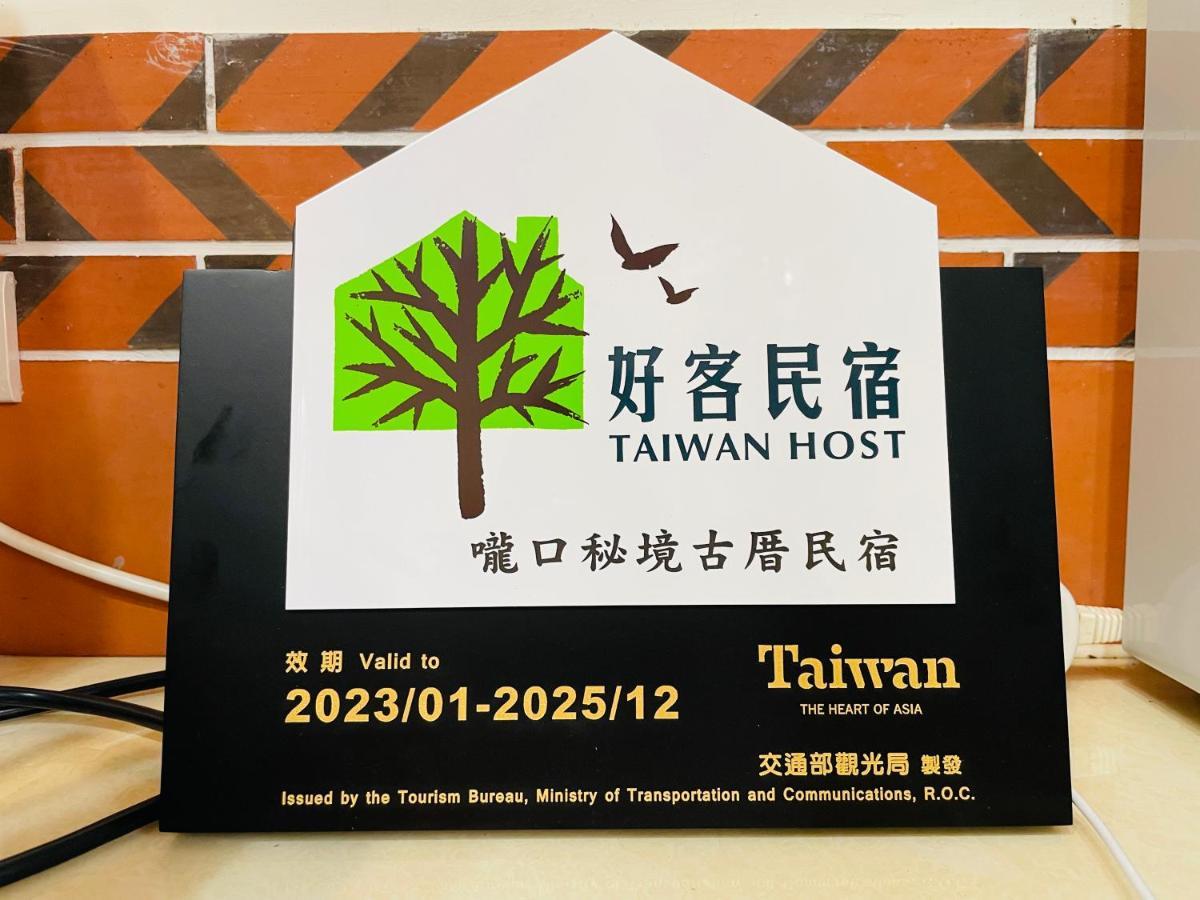 好客民宿
TAIWAN HOST
嚨口秘境古厝民宿
效期 Valid to
2023/01-2025/12
Taiwan
THE HEART OF ASIA
交通部觀光局 製發
Issued by the Tourism Bureau, Ministry of Transportation and Communications, R.O.C.